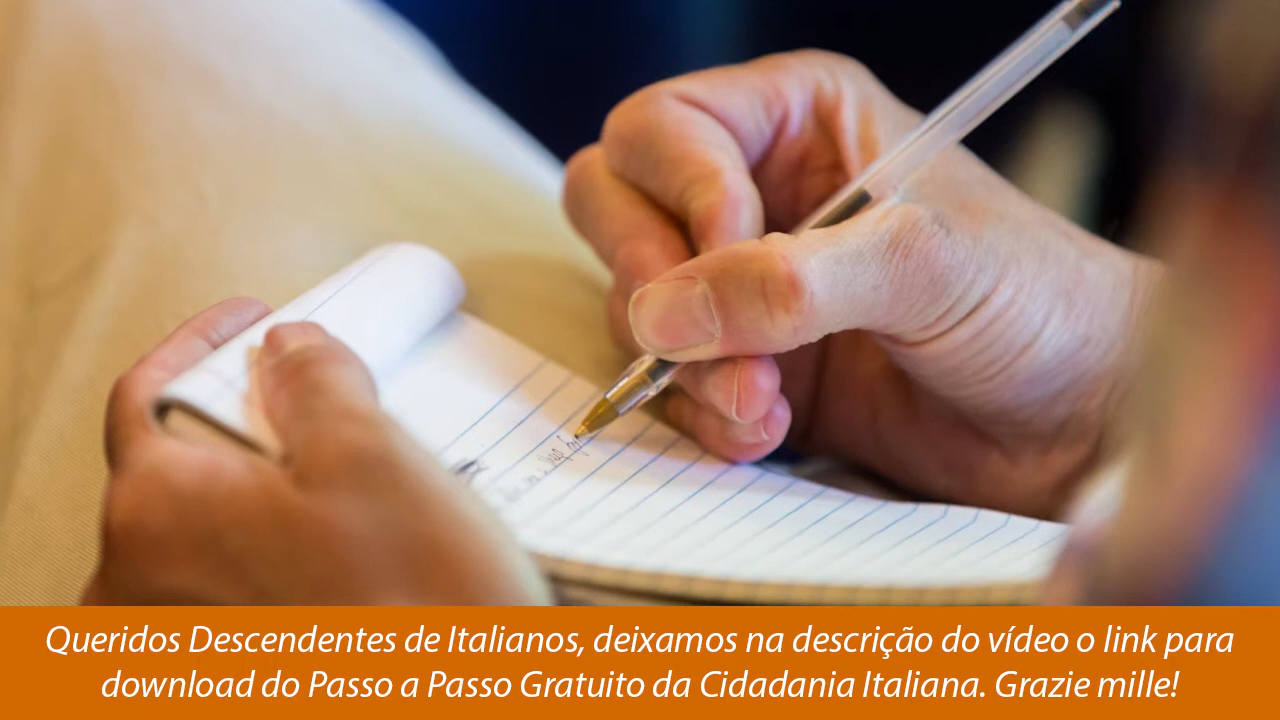 Queridos Descendentes de Italianos, deixamos na descrição do vídeo o link para
download do Passo a Passo Gratuito da Cidadania Italiana. Grazie mille!